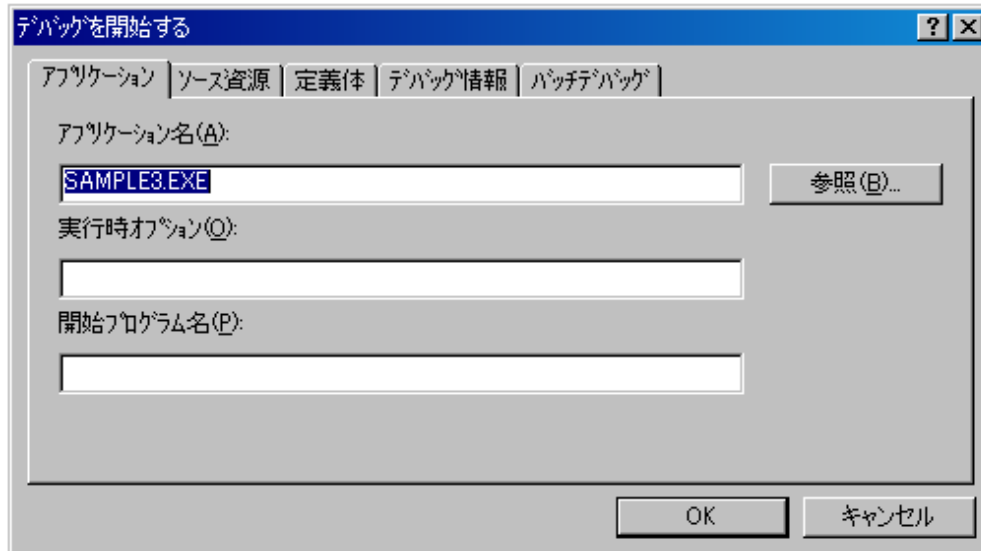 ﾃﾞﾊﾞｯｸﾞを開始する
ｱﾌﾟﾘｹｰｼｮﾝ ｿｰｽ資源 定義体 ﾃﾞﾊﾞｯｸﾞ情報 ﾊﾞｯﾁﾃﾞﾊﾞｯｸﾞ
ｱﾌﾟﾘｹｰｼｮﾝ名(A):
SAMPLE3.EXE
参照(B)...
実行時ｵﾌﾟｼｮﾝ(O):
開始ﾌﾟﾛｸﾞﾗﾑ名(P):
OK
ｷｬﾝｾﾙ